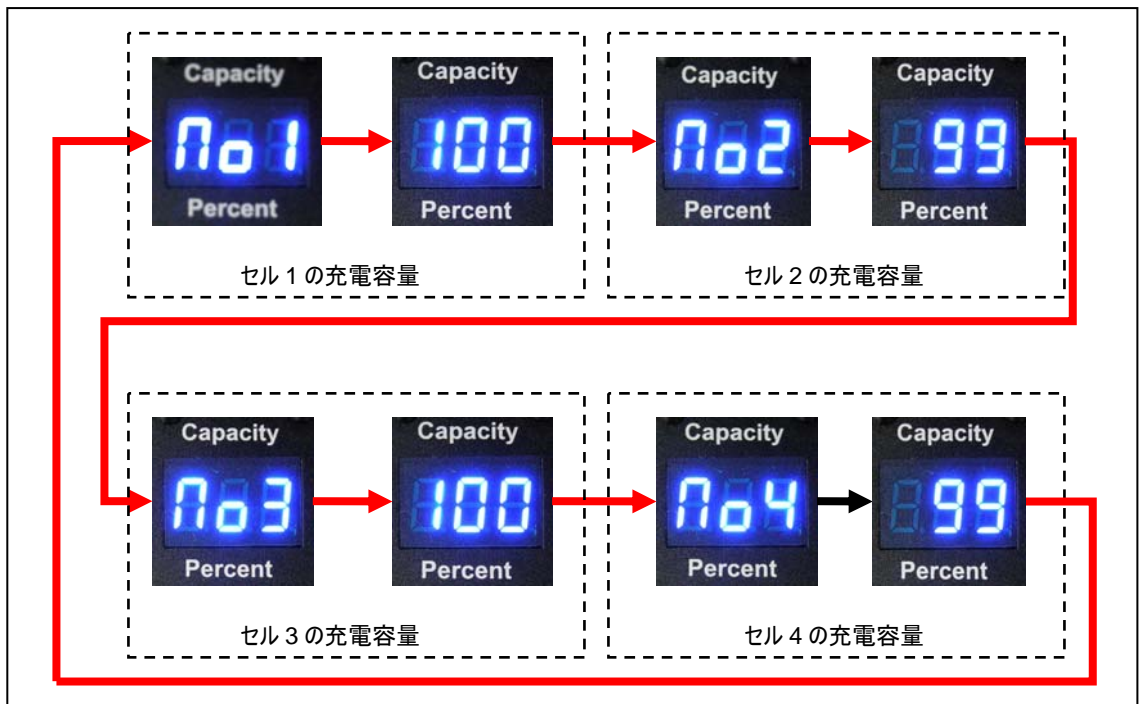 Capacity
No1
Percent
Capacity
100
Percent
セル 1 の充電容量
Capacity
No2
Percent
Capacity
99
Percent
セル 2 の充電容量
Capacity
No3
Percent
Capacity
100
Percent
セル 3 の充電容量
Capacity
No4
Percent
Capacity
99
Percent
セル 4 の充電容量